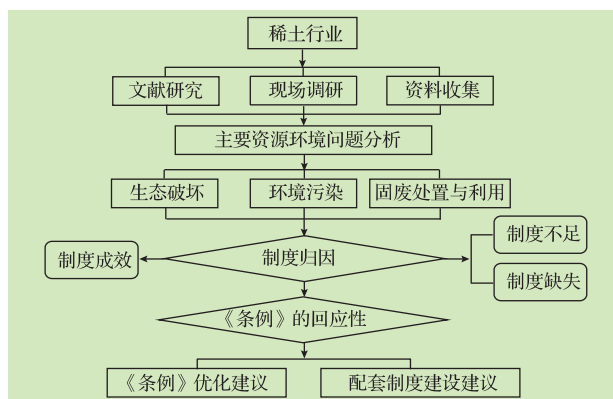 稀土行业
文献研究
现场调研
资料收集
主要资源环境问题分析
生态破坏
环境污染
固废处置与利用
制度成效
制度归因
制度不足
制度缺失
《条例》的回应性
《条例》优化建议
配套制度建设建议